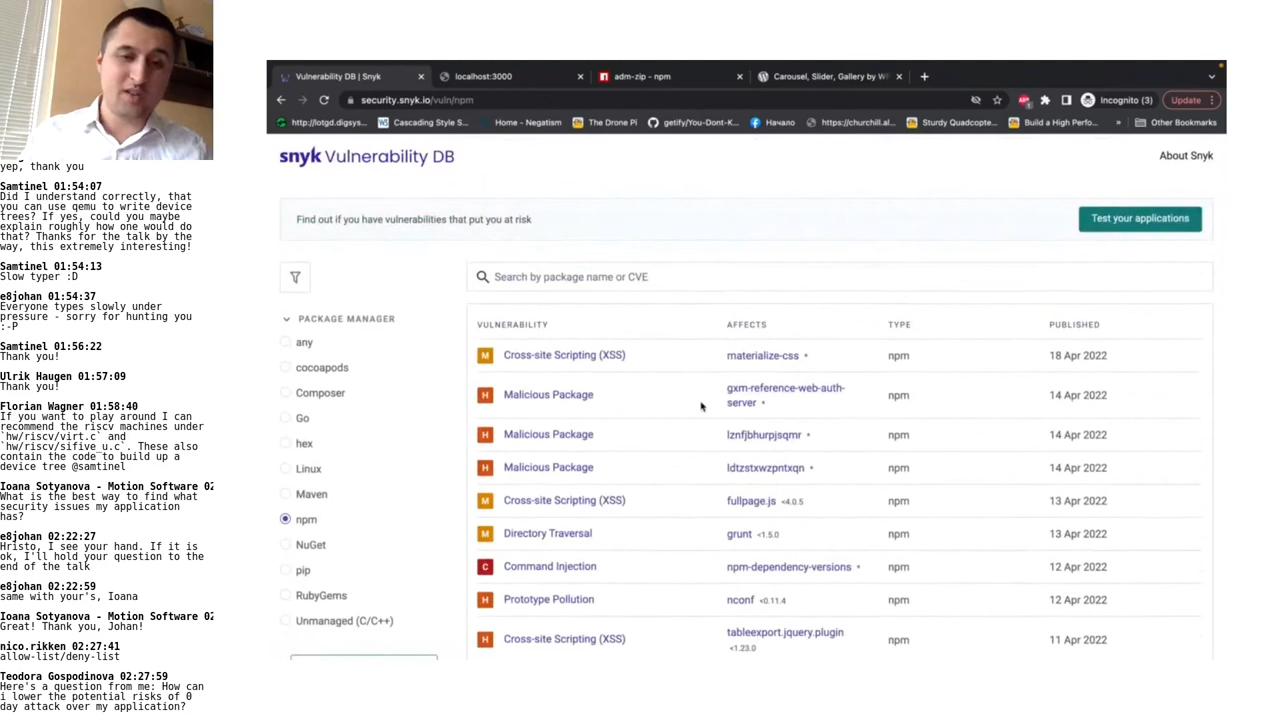 yep, thank you
Samtinel 01:54:07
Did I understand correctly, that
you can use qemu to write device
trees? If yes, could you maybe
explain roughly how one would do
that? Thanks for the talk by the
way, this extremely interesting!
Samtinel 01:54:13
Slow typer :D
e8johan 01:54:37
Everyone types slowly under
pressure - sorry for hunting you
:-P
Samtinel 01:56:22
Thank you!
Ulrik Haugen 01:57:09
Thank you!
Florian Wagner 01:58:40
If you want to play around I can
recommend the riscv machines under
`hw/riscv/virt.c` and
`hw/riscv/sifive_u.c`. These also
contain the code to build up a
device tree @samtinel
Ioana Sotyanova - Motion Software 02
What is the best way to find what
security issues my application
has?
e8johan 02:22:27
Hristo, I see your hand. If it is
ok, I'll hold your question to the
end of the talk
e8johan 02:22:59
same with your's, Ioana
Ioana Sotyanova - Motion Software 02
Great! Thank you, Johan!
nico.rikken 02:27:41
allow-list/deny-list
Teodora Gospodinova 02:27:59
Here's a question from me: How can
i lower the potential risks of 0
day attack over my application?
Vulnerability DB | Snyk
localhost:3000
adm-zip - npm
Carousel, Slider, Gallery by W
security.snyk.io/vuln/npm
Incognito (3)
Update
http://lotgd.digsys...
Cascading Style S...
Home - Negatism
The Drone Pi
getify/You-Dont-K...
Начало
https://churchill.al...
Sturdy Quadcopte...
Build a High Perfo...
»
Other Bookmarks
snyk Vulnerability DB
About Snyk
Find out if you have vulnerabilities that put you at risk
Test your applications
Search by package name or CVE
PACKAGE MANAGER
any
cocoapods
Composer
Go
hex
Linux
Maven
npm
NuGet
pip
RubyGems
Unmanaged (C/C++)
VULNERABILITY AFFECTS TYPE PUBLISHED
M Cross-site Scripting (XSS) materialize-css * npm 18 Apr 2022
H Malicious Package gxm-reference-web-auth-server * npm 14 Apr 2022
H Malicious Package lznfjbhurpjsqmr * npm 14 Apr 2022
H Malicious Package ldtzstxwzpntxqn * npm 14 Apr 2022
M Cross-site Scripting (XSS) fullpage.js <4.0.5 npm 13 Apr 2022
M Directory Traversal grunt <1.5.0 npm 13 Apr 2022
C Command Injection npm-dependency-versions * npm 12 Apr 2022
H Prototype Pollution nconf <0.11.4 npm 12 Apr 2022
H Cross-site Scripting (XSS) tableexport.jquery.plugin <1.23.0 npm 11 Apr 2022